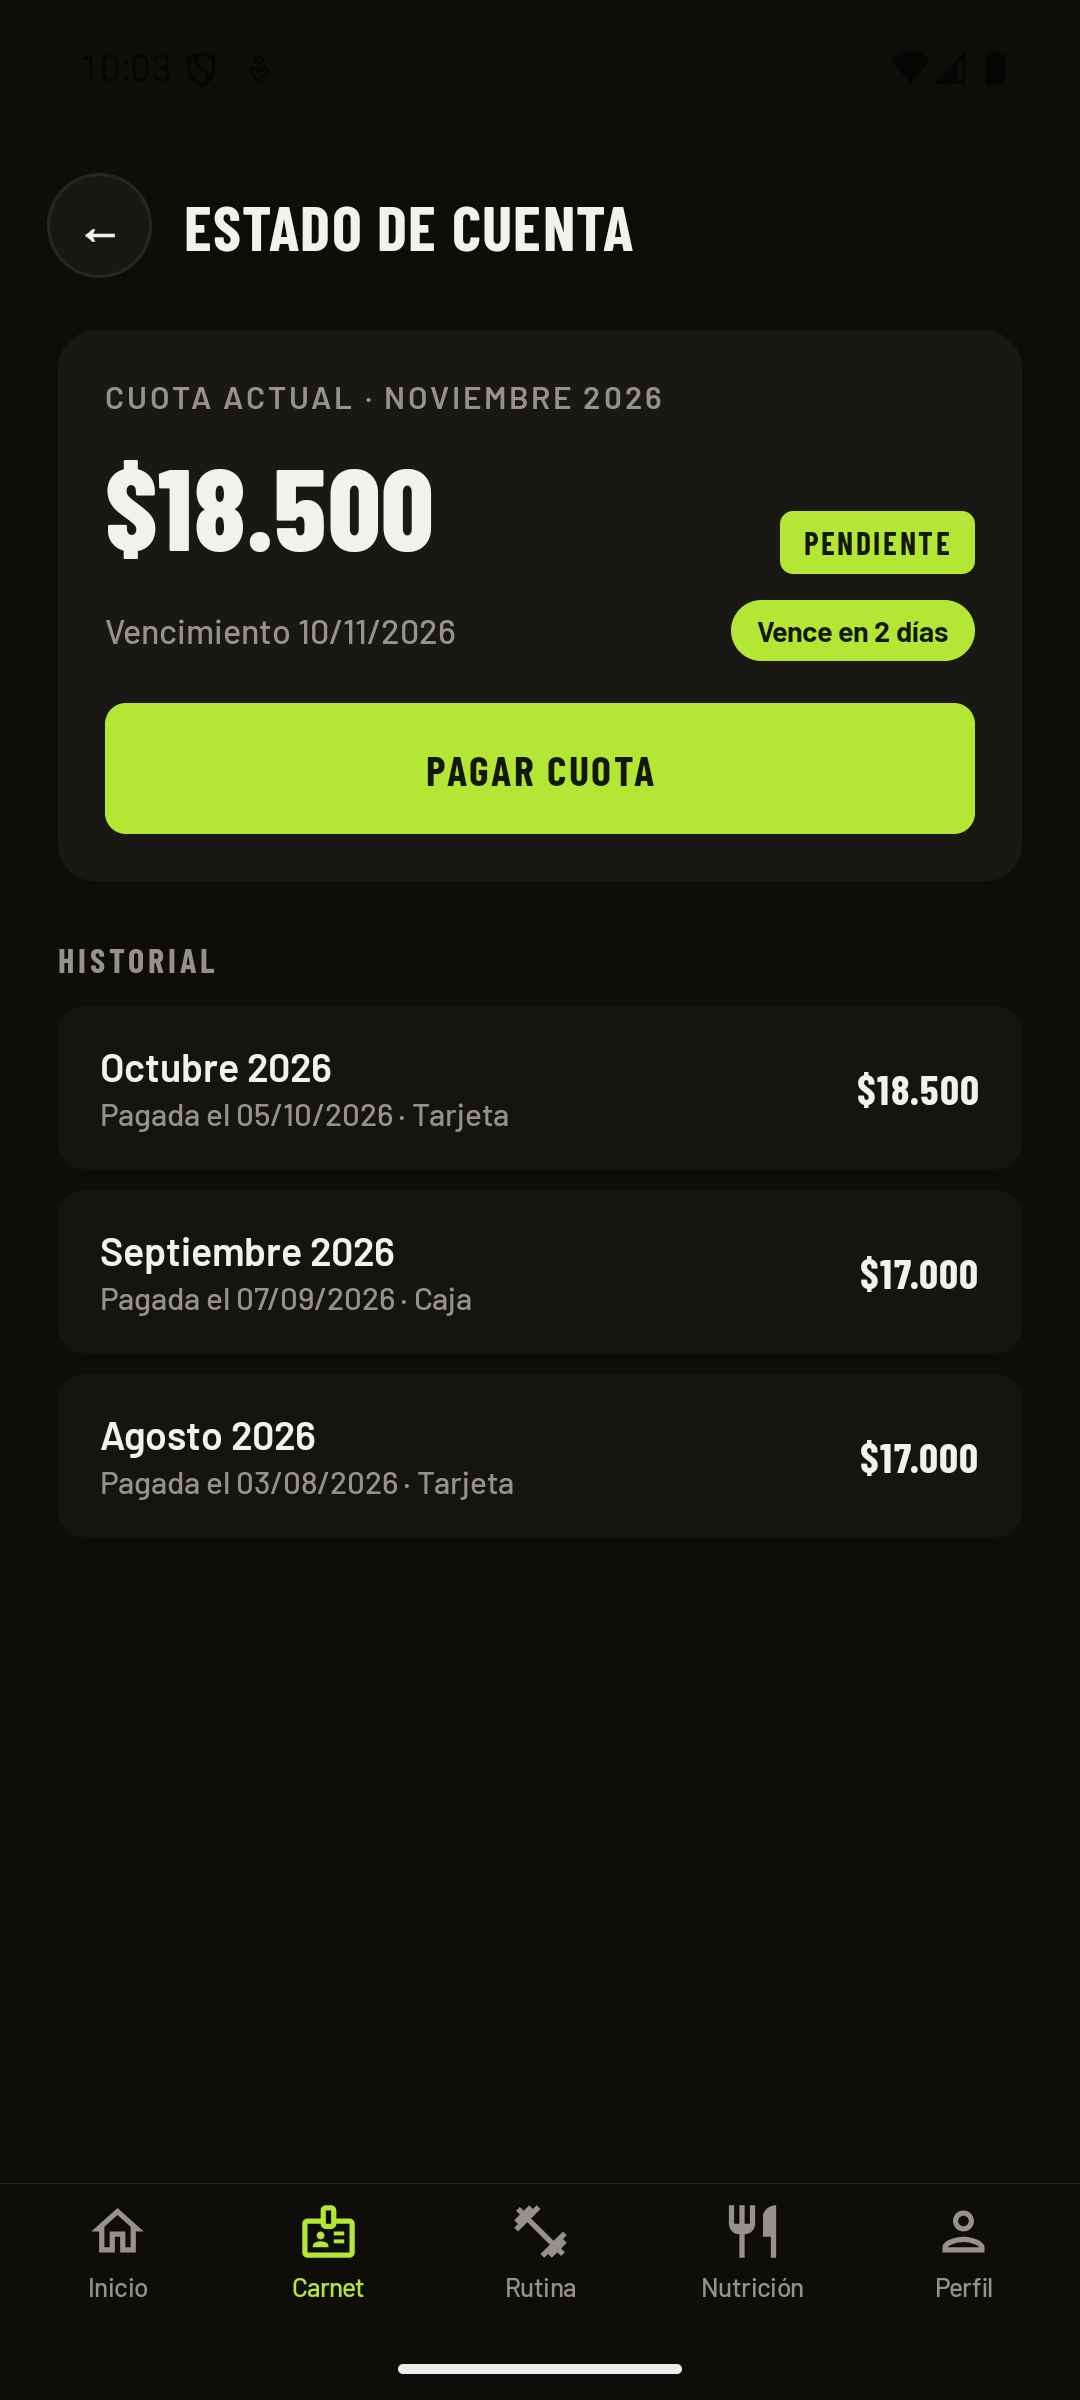 10:03
←
ESTADO DE CUENTA
CUOTA ACTUAL · NOVIEMBRE 2026
$18.500
PENDIENTE
Vencimiento 10/11/2026
Vence en 2 días
PAGAR CUOTA
HISTORIAL
Octubre 2026
Pagada el 05/10/2026 · Tarjeta
$18.500
Septiembre 2026
Pagada el 07/09/2026 · Caja
$17.000
Agosto 2026
Pagada el 03/08/2026 · Tarjeta
$17.000
Inicio
Carnet
Rutina
Nutrición
Perfil